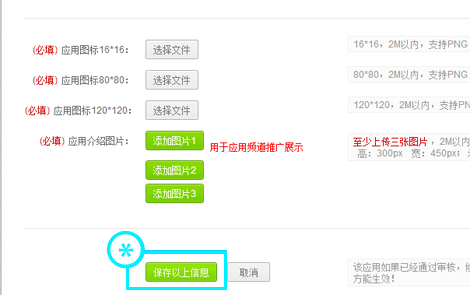 (必填) 应用图标16*16： 选择文件 16*16，2M以内，支持PNG
(必填) 应用图标80*80： 选择文件 80*80，2M以内，支持PNG
(必填) 应用图标120*120： 选择文件 120*120，2M以内，支持PNG
(必填) 应用介绍图片： 添加图片1 用于应用频道推广展示 至少上传三张图片，2M以内
高：300px 宽：450px；
添加图片2
添加图片3
*
保存以上信息 取消 该应用如果已经通过审核，
方能生效！